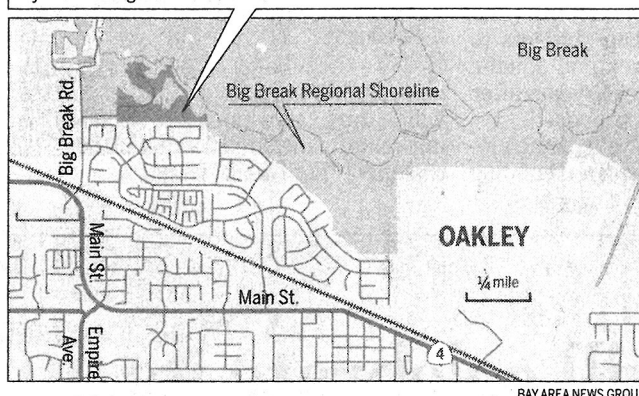 Big Break
Big Break Regional Shoreline
Big Break Rd.
OAKLEY
Main St.
¼ mile
Main St.
4
Empire
Ave.
BAY AREA NEWS GROU